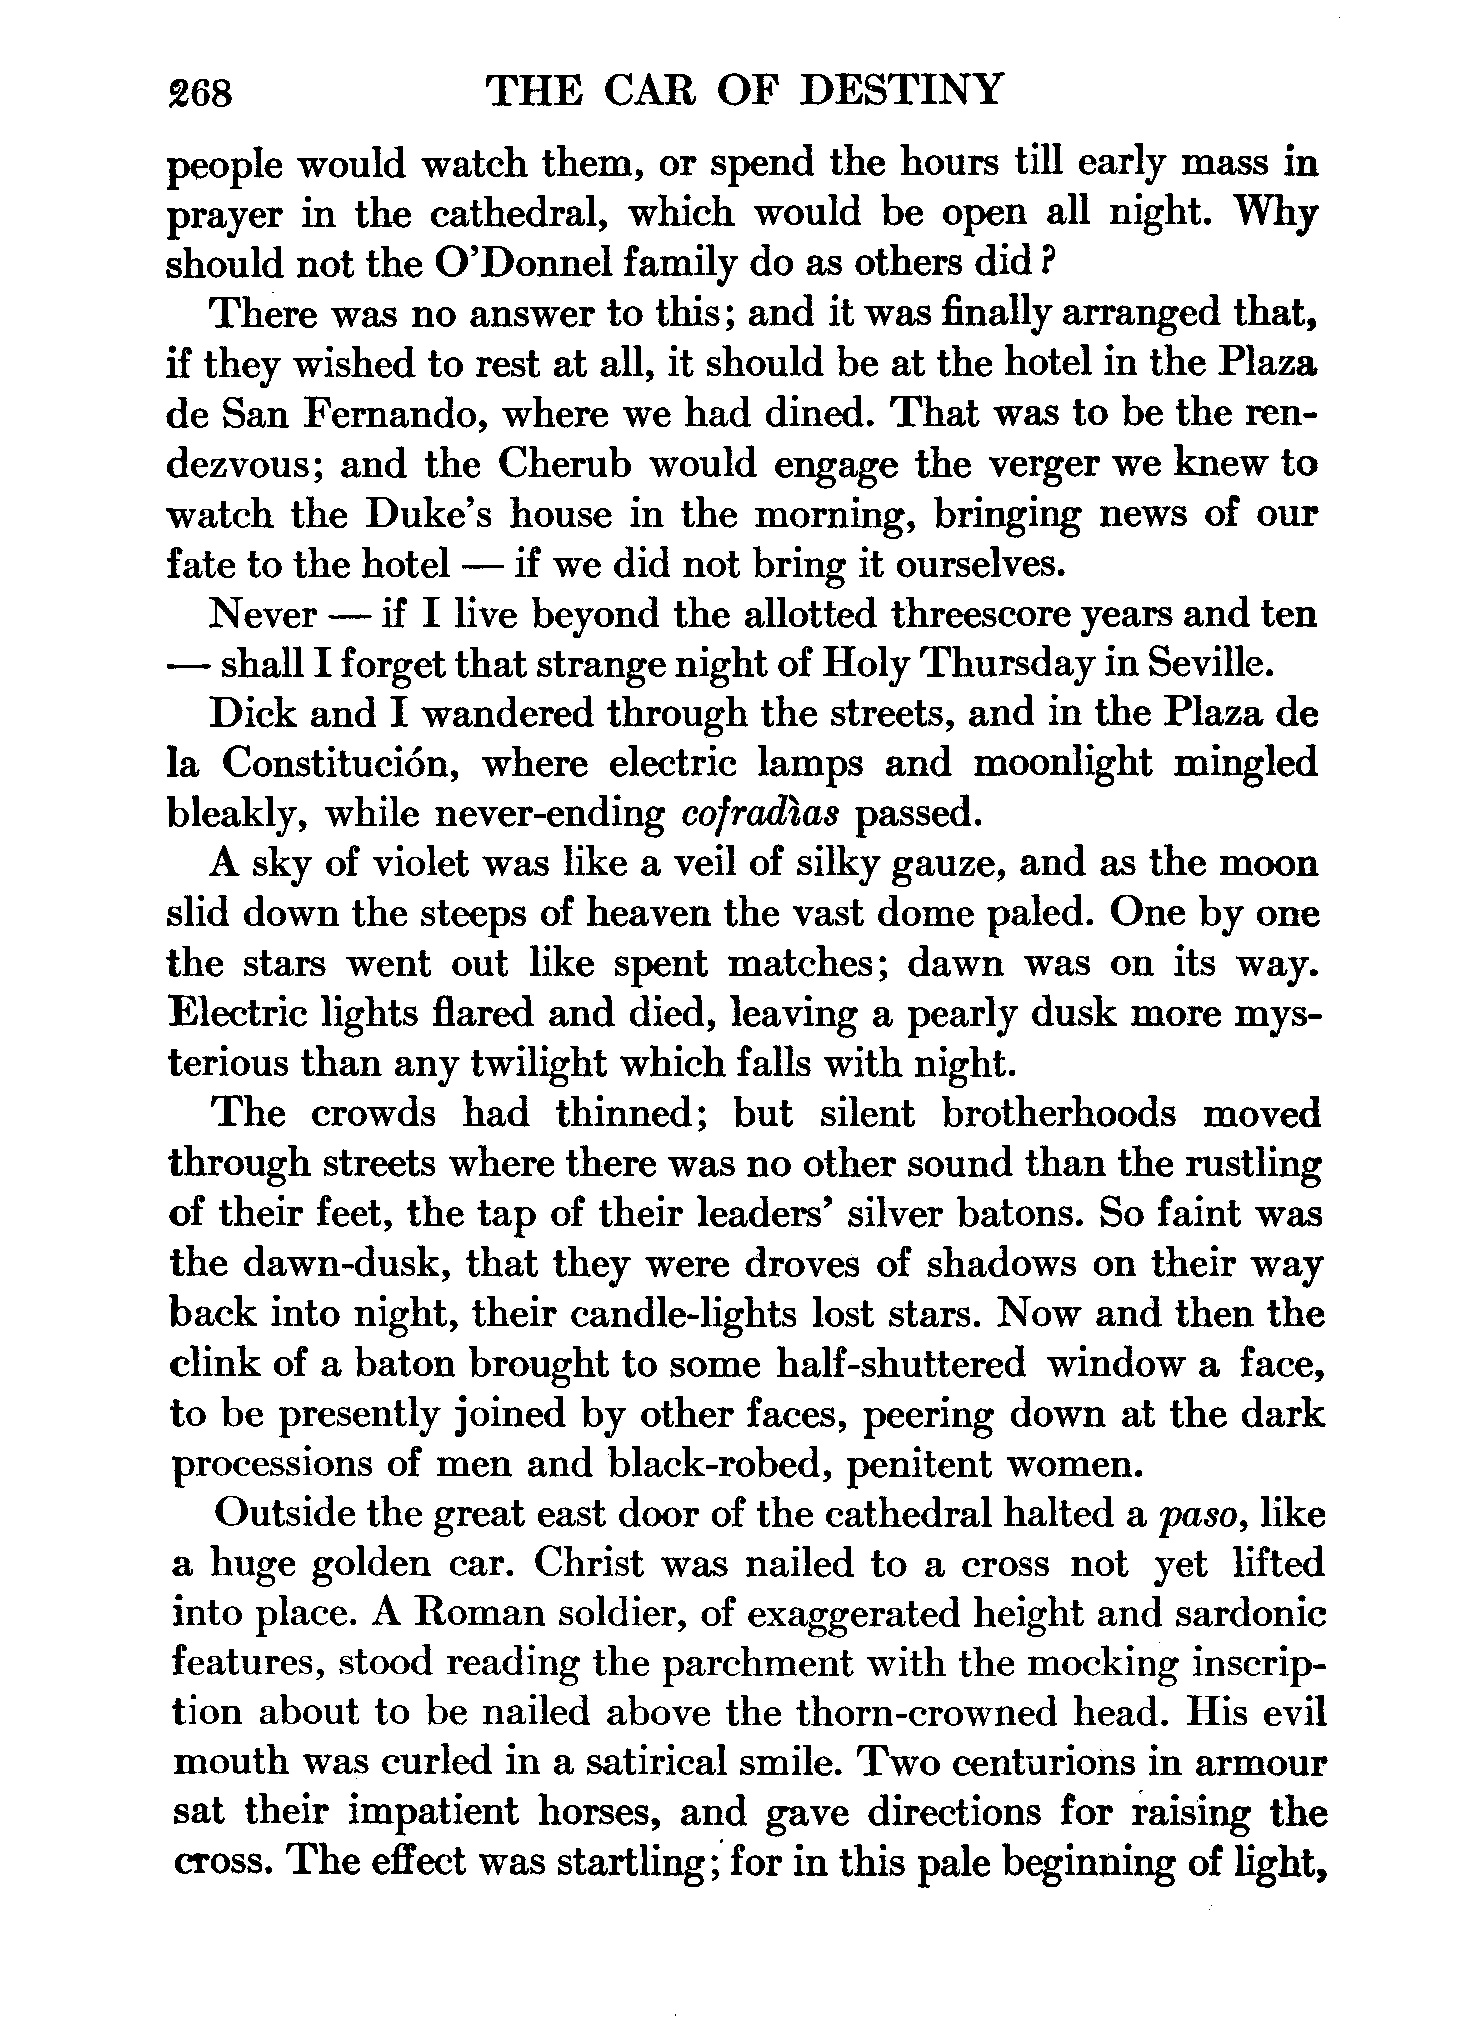 268 THE CAR OF DESTINY
people would watch them, or spend the hours till early mass in
prayer in the cathedral, which would be open all night. Why
should not the O'Donnel family do as others did?
There was no answer to this; and it was finally arranged that,
if they wished to rest at all, it should be at the hotel in the Plaza
de San Fernando, where we had dined. That was to be the ren-
dezvous; and the Cherub would engage the verger we knew to
watch the Duke's house in the morning, bringing news of our
fate to the hotel — if we did not bring it ourselves.
Never — if I live beyond the allotted threescore years and ten
— shall I forget that strange night of Holy Thursday in Seville.
Dick and I wandered through the streets, and in the Plaza de
la Constitución, where electric lamps and moonlight mingled
bleakly, while never-ending cofradìas passed.
A sky of violet was like a veil of silky gauze, and as the moon
slid down the steeps of heaven the vast dome paled. One by one
the stars went out like spent matches; dawn was on its way.
Electric lights flared and died, leaving a pearly dusk more mys-
terious than any twilight which falls with night.
The crowds had thinned; but silent brotherhoods moved
through streets where there was no other sound than the rustling
of their feet, the tap of their leaders' silver batons. So faint was
the dawn-dusk, that they were droves of shadows on their way
back into night, their candle-lights lost stars. Now and then the
clink of a baton brought to some half-shuttered window a face,
to be presently joined by other faces, peering down at the dark
processions of men and black-robed, penitent women.
Outside the great east door of the cathedral halted a paso, like
a huge golden car. Christ was nailed to a cross not yet lifted
into place. A Roman soldier, of exaggerated height and sardonic
features, stood reading the parchment with the mocking inscrip-
tion about to be nailed above the thorn-crowned head. His evil
mouth was curled in a satirical smile. Two centurions in armour
sat their impatient horses, and gave directions for raising the
cross. The effect was startling; for in this pale beginning of light,